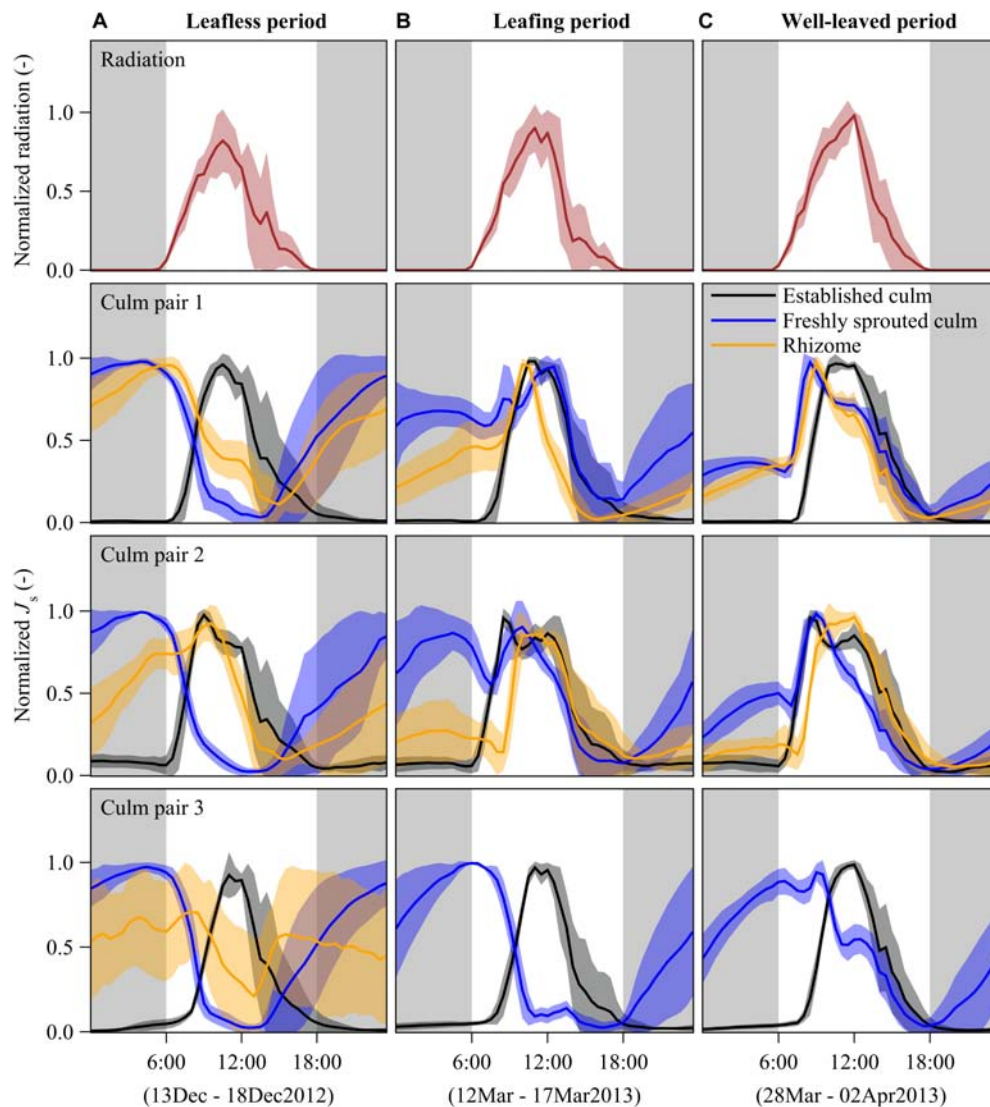 A Leafless period B Leafing period C Well-leaved period
Radiation
Normalized radiation (-)
1.0
0.5
0.0
Culm pair 1
Established culm
Freshly sprouted culm
Rhizome
1.0
0.5
0.0
Culm pair 2
Normalized Js (-)
1.0
0.5
0.0
Culm pair 3
1.0
0.5
0.0
6:00 12:00 18:00 6:00 12:00 18:00 6:00 12:00 18:00
(13Dec - 18Dec2012) (12Mar - 17Mar2013) (28Mar - 02Apr2013)